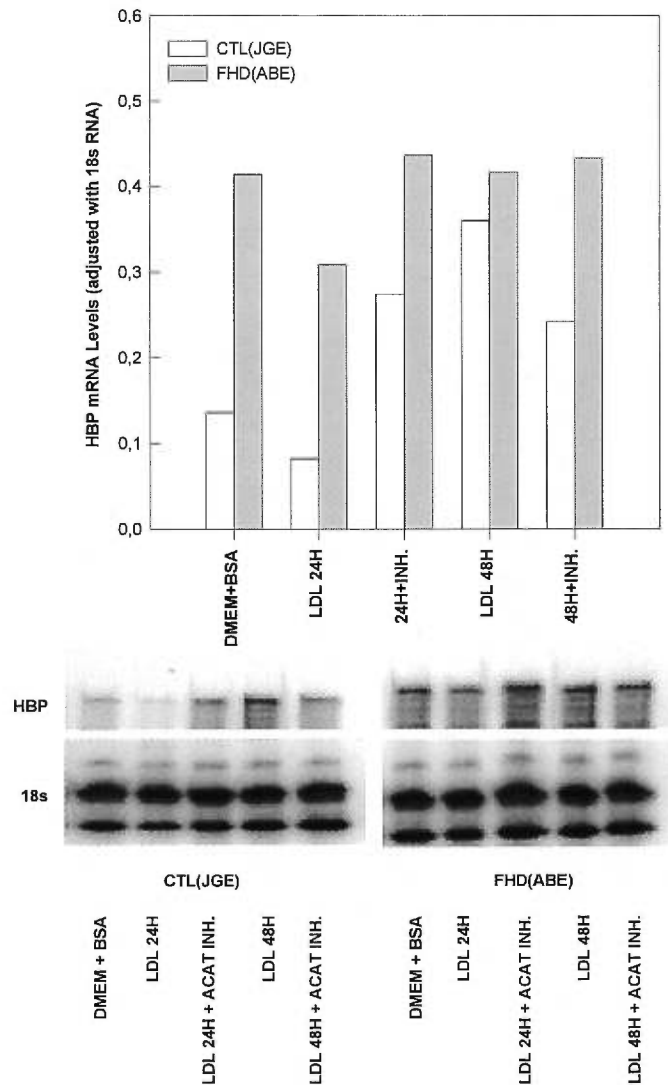 0,6
CTL(JGE)
FHD(ABE)
0,5
0,4
0,3
0,2
0,1
0,0
HBP mRNA Levels (adjusted with 18s RNA)
DMEM+BSA
LDL 24H
24H+INH.
LDL 48H
48H+INH.
HBP
18s
CTL(JGE)
FHD(ABE)
DMEM + BSA
LDL 24H
LDL 24H + ACAT INH.
LDL 48H
LDL 48H + ACAT INH.
DMEM + BSA
LDL 24H
LDL 24H + ACAT INH.
LDL 48H
LDL 48H + ACAT INH.